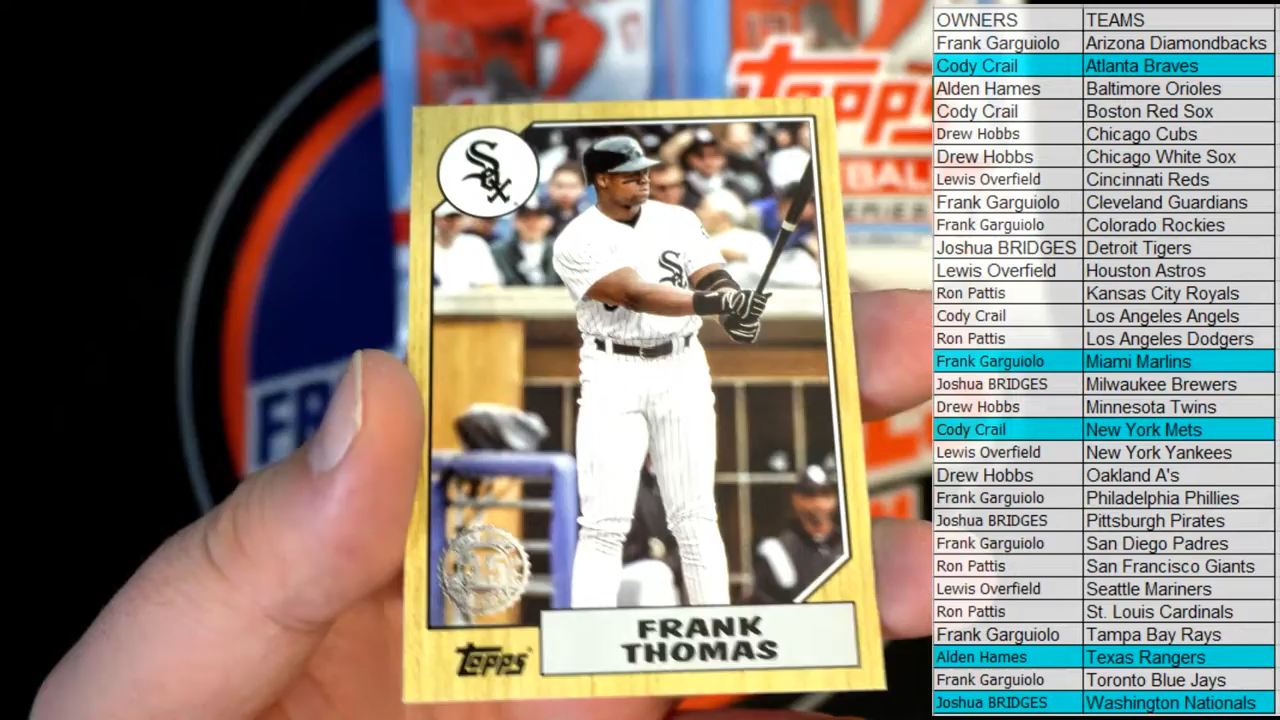 Topps
BAL
SERIES
FR
Sox
Sox
FRANK
THOMAS
Topps
OWNERS TEAMS
Frank Garguiolo Arizona Diamondbacks
Cody Crail Atlanta Braves
Alden Hames Baltimore Orioles
Cody Crail Boston Red Sox
Drew Hobbs Chicago Cubs
Drew Hobbs Chicago White Sox
Lewis Overfield Cincinnati Reds
Frank Garguiolo Cleveland Guardians
Frank Garguiolo Colorado Rockies
Joshua BRIDGES Detroit Tigers
Lewis Overfield Houston Astros
Ron Pattis Kansas City Royals
Cody Crail Los Angeles Angels
Ron Pattis Los Angeles Dodgers
Frank Garguiolo Miami Marlins
Joshua BRIDGES Milwaukee Brewers
Drew Hobbs Minnesota Twins
Cody Crail New York Mets
Lewis Overfield New York Yankees
Drew Hobbs Oakland A's
Frank Garguiolo Philadelphia Phillies
Joshua BRIDGES Pittsburgh Pirates
Frank Garguiolo San Diego Padres
Ron Pattis San Francisco Giants
Lewis Overfield Seattle Mariners
Ron Pattis St. Louis Cardinals
Frank Garguiolo Tampa Bay Rays
Alden Hames Texas Rangers
Frank Garguiolo Toronto Blue Jays
Joshua BRIDGES Washington Nationals